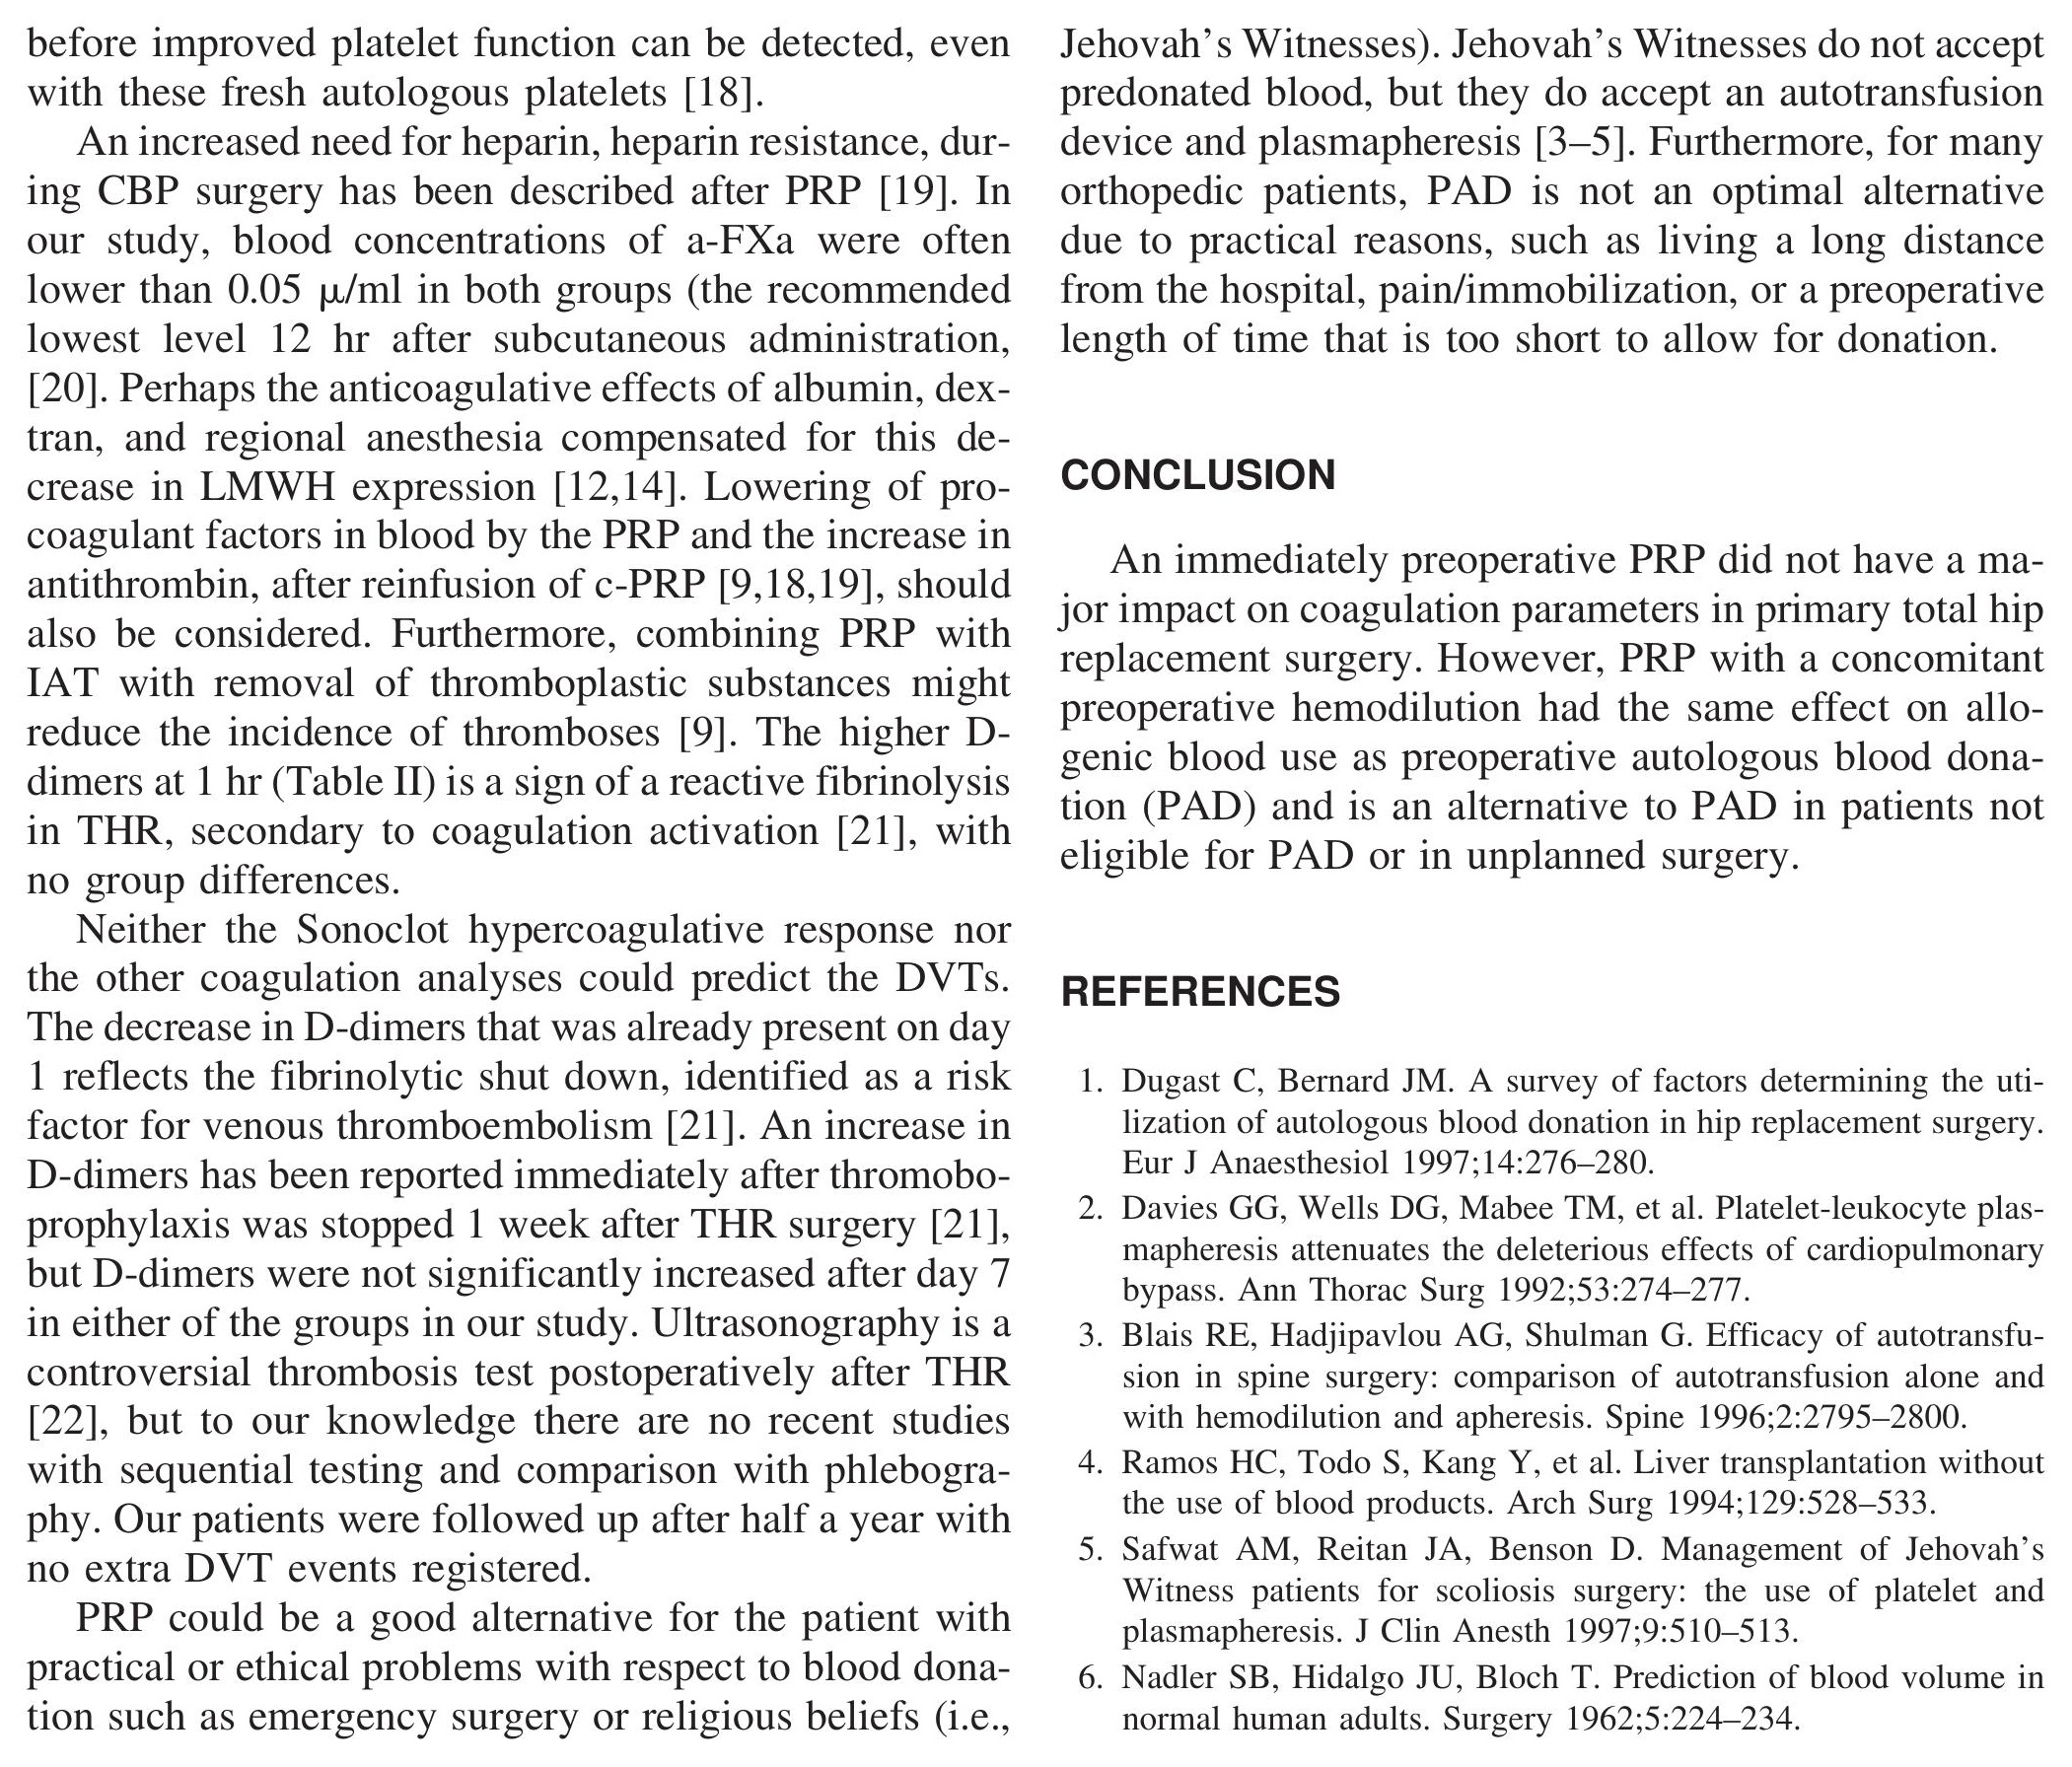 before improved platelet function can be detected, even
with these fresh autologous platelets [18].
An increased need for heparin, heparin resistance, dur-
ing CBP surgery has been described after PRP [19]. In
our study, blood concentrations of a-FXa were often
lower than 0.05 μ/ml in both groups (the recommended
lowest level 12 hr after subcutaneous administration,
[20]. Perhaps the anticoagulative effects of albumin, dex-
tran, and regional anesthesia compensated for this de-
crease in LMWH expression [12,14]. Lowering of pro-
coagulant factors in blood by the PRP and the increase in
antithrombin, after reinfusion of c-PRP [9,18,19], should
also be considered. Furthermore, combining PRP with
IAT with removal of thromboplastic substances might
reduce the incidence of thromboses [9]. The higher D-
dimers at 1 hr (Table II) is a sign of a reactive fibrinolysis
in THR, secondary to coagulation activation [21], with
no group differences.
Neither the Sonoclot hypercoagulative response nor
the other coagulation analyses could predict the DVTs.
The decrease in D-dimers that was already present on day
1 reflects the fibrinolytic shut down, identified as a risk
factor for venous thromboembolism [21]. An increase in
D-dimers has been reported immediately after thromobo-
prophylaxis was stopped 1 week after THR surgery [21],
but D-dimers were not significantly increased after day 7
in either of the groups in our study. Ultrasonography is a
controversial thrombosis test postoperatively after THR
[22], but to our knowledge there are no recent studies
with sequential testing and comparison with phlebogra-
phy. Our patients were followed up after half a year with
no extra DVT events registered.
PRP could be a good alternative for the patient with
practical or ethical problems with respect to blood dona-
tion such as emergency surgery or religious beliefs (i.e.,
Jehovah's Witnesses). Jehovah's Witnesses do not accept
predonated blood, but they do accept an autotransfusion
device and plasmapheresis [3–5]. Furthermore, for many
orthopedic patients, PAD is not an optimal alternative
due to practical reasons, such as living a long distance
from the hospital, pain/immobilization, or a preoperative
length of time that is too short to allow for donation.
CONCLUSION
An immediately preoperative PRP did not have a ma-
jor impact on coagulation parameters in primary total hip
replacement surgery. However, PRP with a concomitant
preoperative hemodilution had the same effect on allo-
genic blood use as preoperative autologous blood dona-
tion (PAD) and is an alternative to PAD in patients not
eligible for PAD or in unplanned surgery.
REFERENCES
1. Dugast C, Bernard JM. A survey of factors determining the uti-
lization of autologous blood donation in hip replacement surgery.
Eur J Anaesthesiol 1997;14:276–280.
2. Davies GG, Wells DG, Mabee TM, et al. Platelet-leukocyte plas-
mapheresis attenuates the deleterious effects of cardiopulmonary
bypass. Ann Thorac Surg 1992;53:274–277.
3. Blais RE, Hadjipavlou AG, Shulman G. Efficacy of autotransfu-
sion in spine surgery: comparison of autotransfusion alone and
with hemodilution and apheresis. Spine 1996;2:2795–2800.
4. Ramos HC, Todo S, Kang Y, et al. Liver transplantation without
the use of blood products. Arch Surg 1994;129:528–533.
5. Safwat AM, Reitan JA, Benson D. Management of Jehovah's
Witness patients for scoliosis surgery: the use of platelet and
plasmapheresis. J Clin Anesth 1997;9:510–513.
6. Nadler SB, Hidalgo JU, Bloch T. Prediction of blood volume in
normal human adults. Surgery 1962;5:224–234.